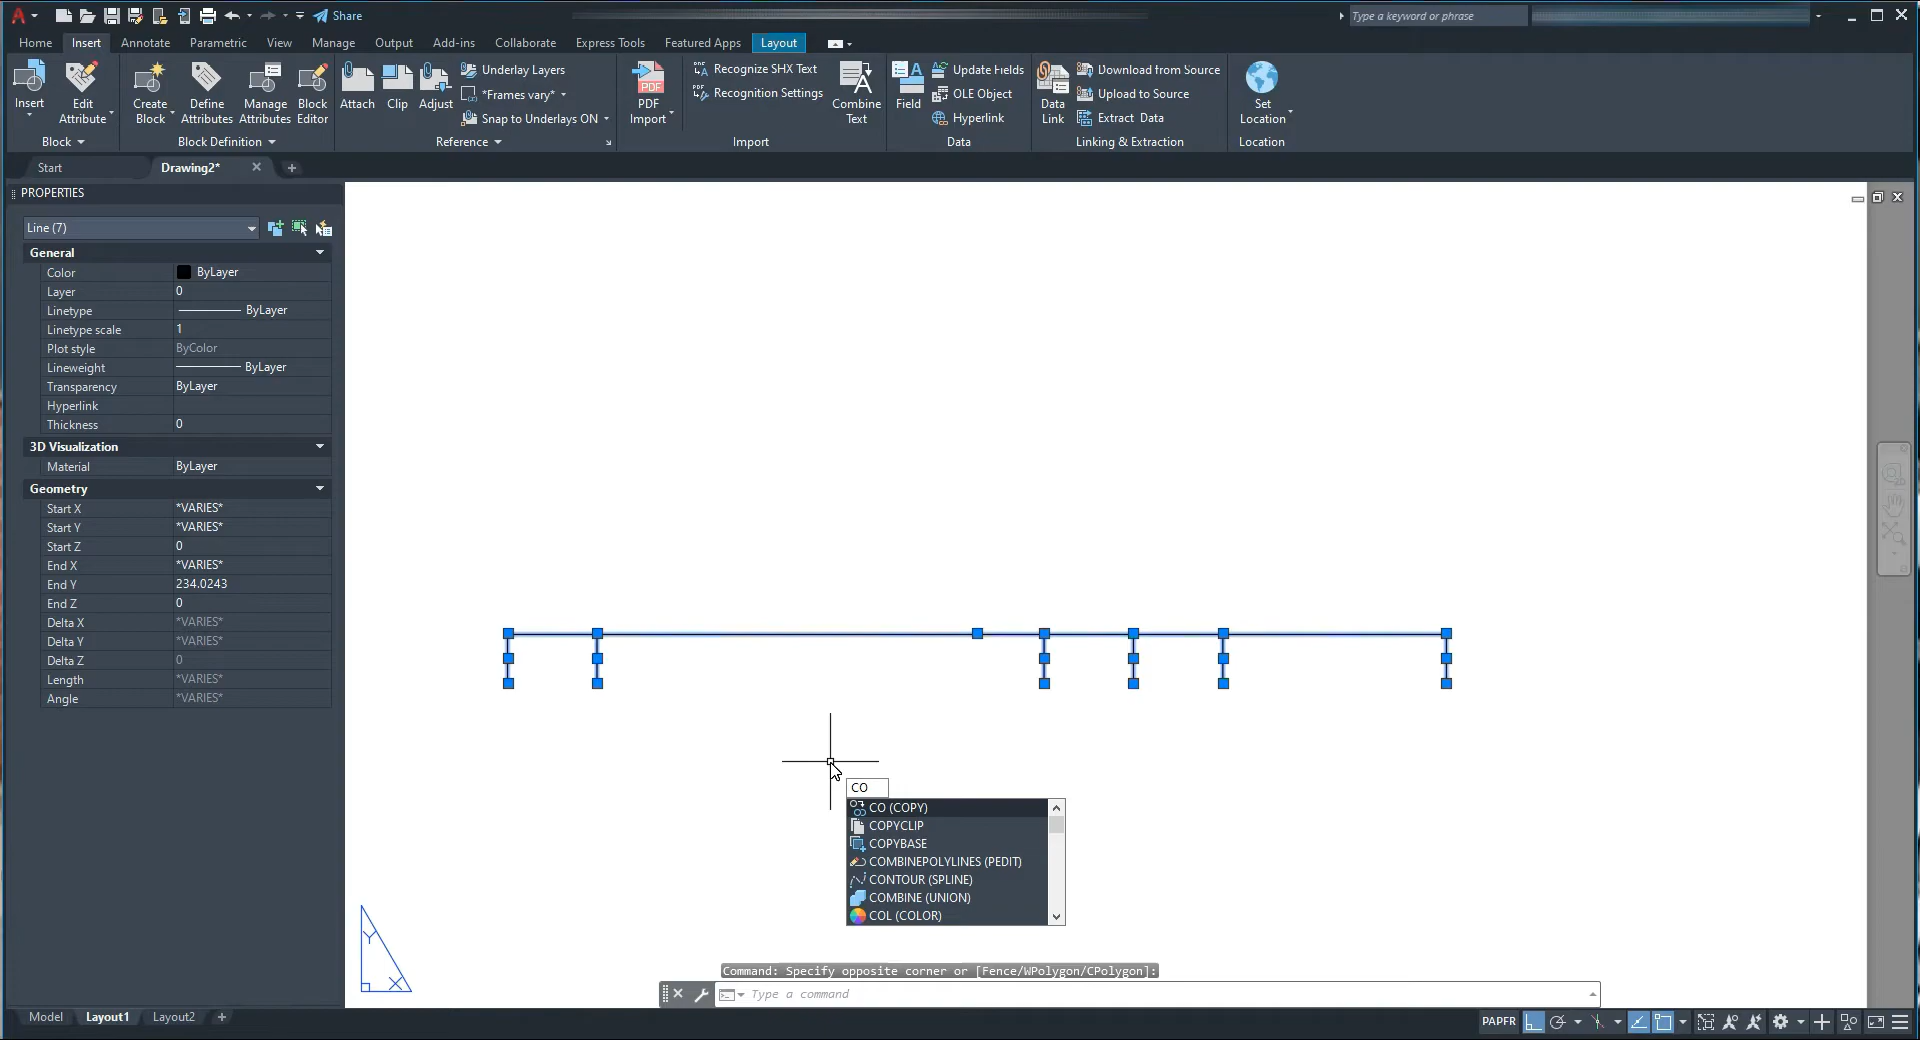 Share
Type a keyword or phrase
Home Insert Annotate Parametric View Manage Output Add-ins Collaborate Express Tools Featured Apps Layout
Insert
Edit
Attribute
Block
Create
Block
Define
Attributes
Manage
Attributes
Block
Editor
Block Definition
Attach
Clip
Adjust
Underlay Layers
*Frames vary*
Snap to Underlays ON
Reference
PDF
PDF
Import
Recognize SHX Text
Recognition Settings
Combine
Text
Import
Field
Update Fields
OLE Object
Hyperlink
Data
Data
Link
Download from Source
Upload to Source
Extract Data
Linking & Extraction
Set
Location
Location
Start
Drawing2*
PROPERTIES
Line (7)
General
Color ByLayer
Layer 0
Linetype ByLayer
Linetype scale 1
Plot style ByColor
Lineweight ByLayer
Transparency ByLayer
Hyperlink
Thickness 0
3D Visualization
Material ByLayer
Geometry
Start X *VARIES*
Start Y *VARIES*
Start Z 0
End X *VARIES*
End Y 234.0243
End Z 0
Delta X *VARIES*
Delta Y *VARIES*
Delta Z 0
Length *VARIES*
Angle *VARIES*
CO
CO (COPY)
COPYCLIP
COPYBASE
COMBINEPOLYLINES (PEDIT)
CONTOUR (SPLINE)
COMBINE (UNION)
COL (COLOR)
Y
X
Command: Specify opposite corner or [Fence/WPolygon/CPolygon]:
Type a command
Model Layout1 Layout2
PAPER